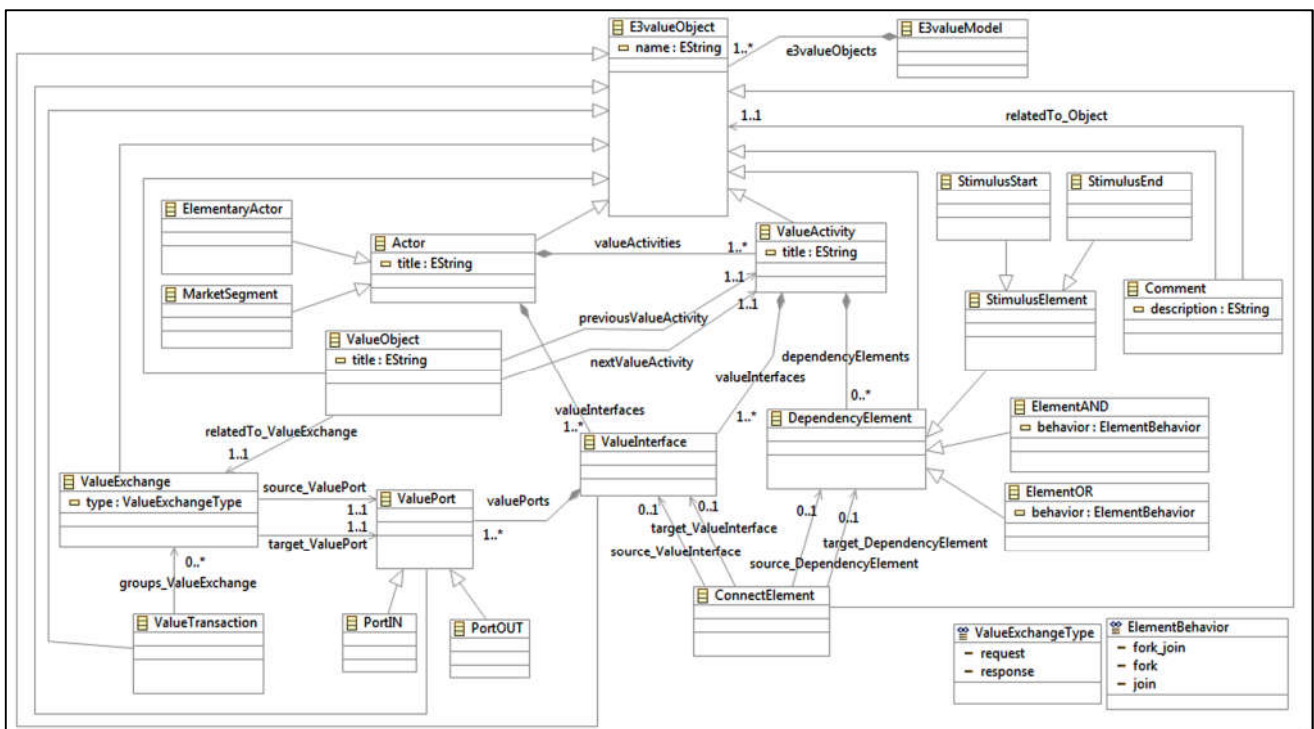 E3valueObject
name : EString
E3valueModel
1..*
e3valueObjects
1..1
relatedTo_Object
StimulusStart
StimulusEnd
ElementaryActor
Actor
title : EString
valueActivities
1..*
ValueActivity
title : EString
MarketSegment
1..1
1..1
StimulusElement
Comment
description : EString
previousValueActivity
ValueObject
title : EString
nextValueActivity
dependencyElements
valueInterfaces
0..*
valueInterfaces
1..*
1..*
relatedTo_ValueExchange
1..1
ValueInterface
DependencyElement
ElementAND
behavior : ElementBehavior
ValueExchange
type : ValueExchangeType
source_ValuePort
1..1
1..1
target_ValuePort
ValuePort
valuePorts
1..*
ElementOR
behavior : ElementBehavior
0..1
0..1
target_ValueInterface
source_ValueInterface
0..1
0..1
target_DependencyElement
source_DependencyElement
0..*
groups_ValueExchange
ConnectElement
ValueTransaction
PortIN
PortOUT
ValueExchangeType
request
response
ElementBehavior
fork_join
fork
join